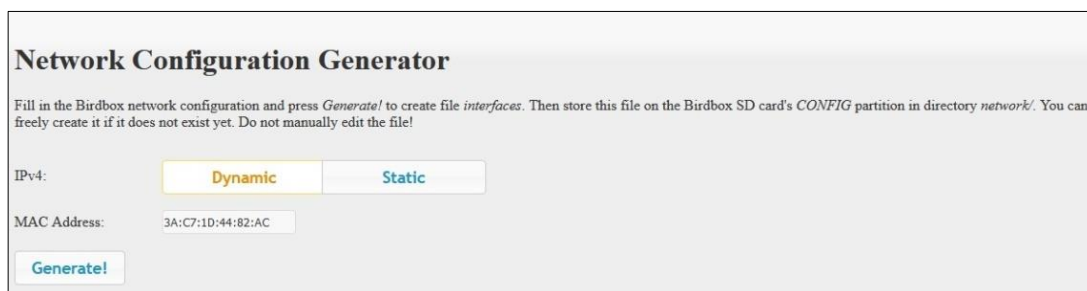 Network Configuration Generator
Fill in the Birdbox network configuration and press Generate! to create file interfaces. Then store this file on the Birdbox SD card's CONFIG partition in directory network/. You can
freely create it if it does not exist yet. Do not manually edit the file!
IPv4: Dynamic Static
MAC Address: 3A:C7:1D:44:82:AC
Generate!